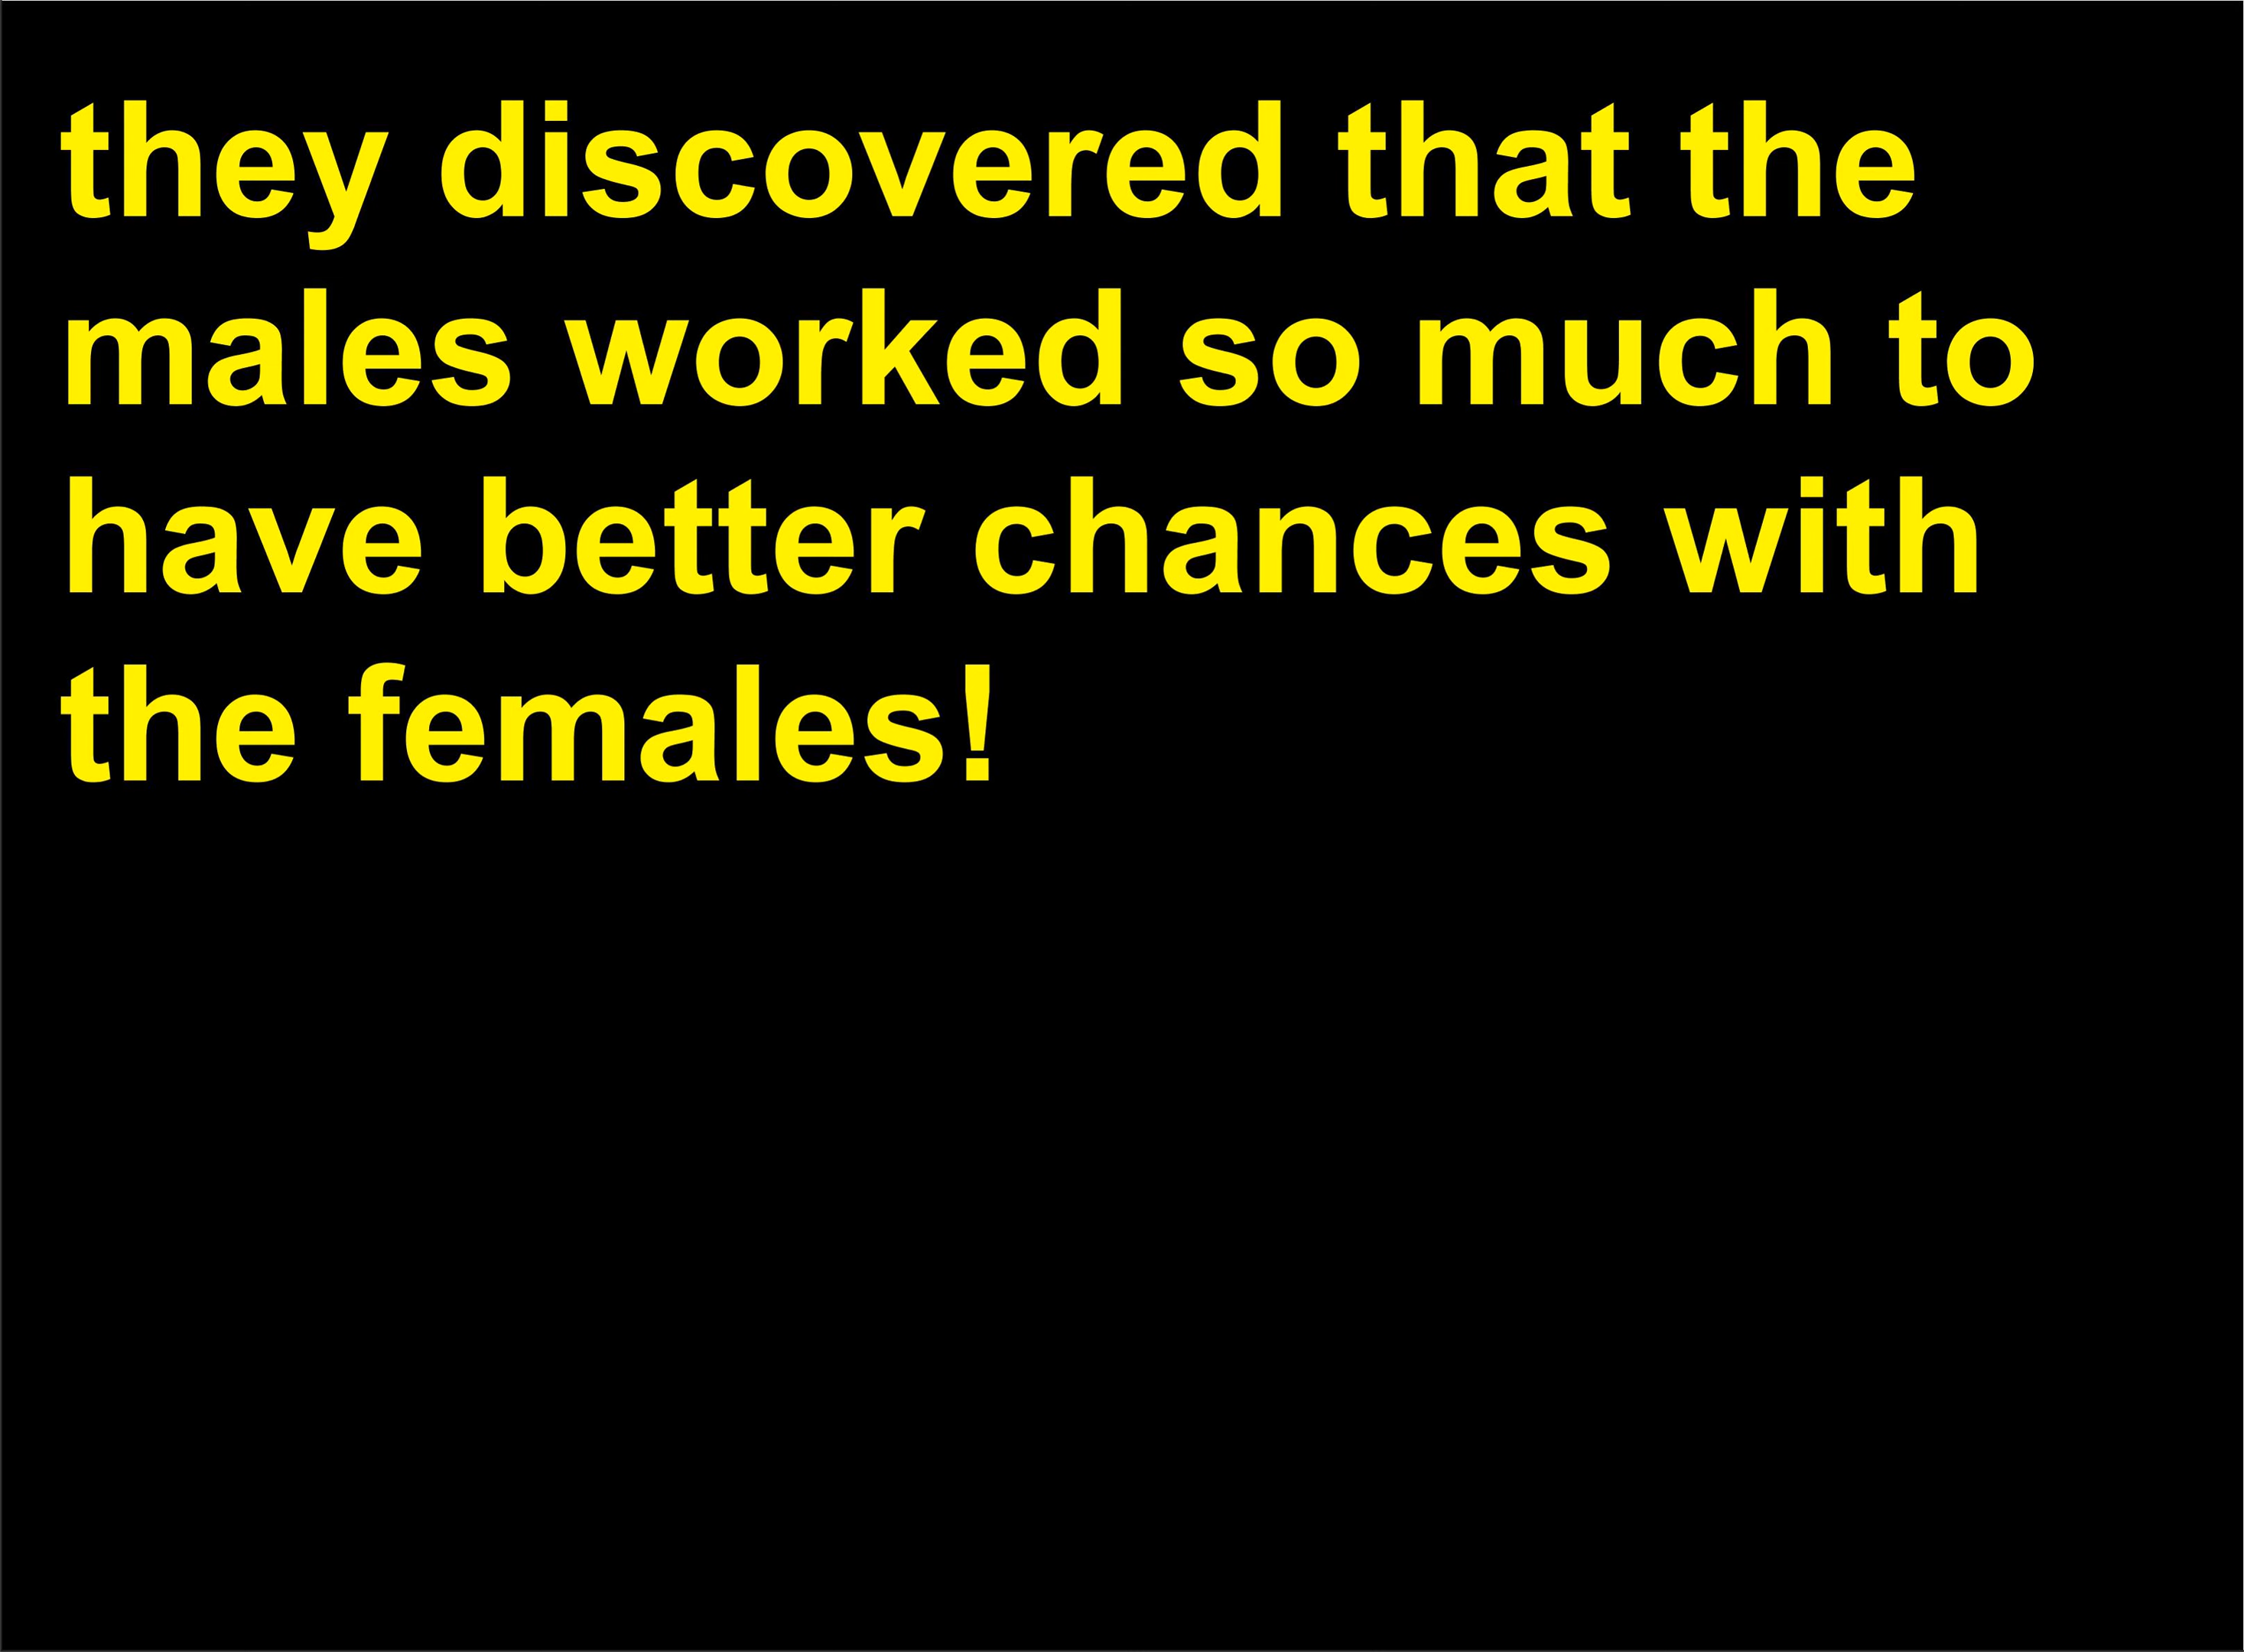 they discovered that the
males worked so much to
have better chances with
the females!